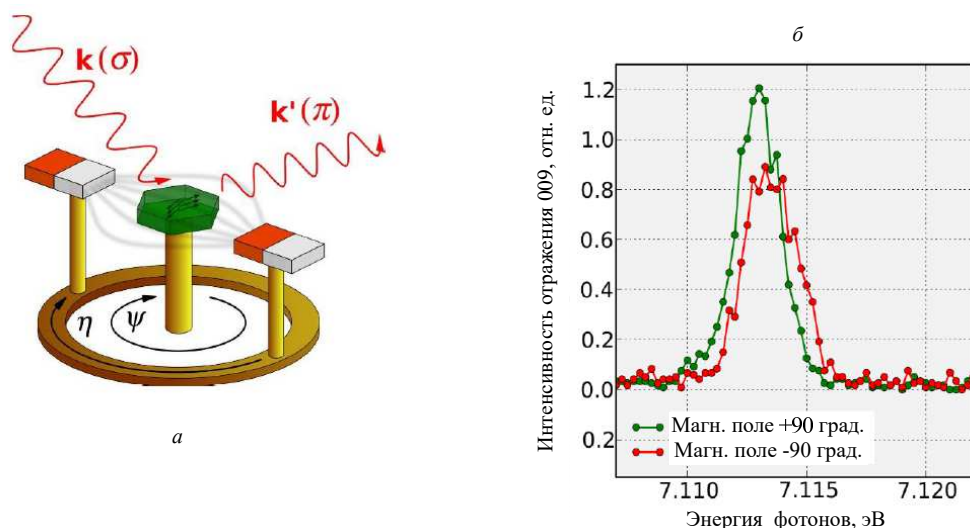 k(σ)
k'(π)
η
ψ
а
б
Интенсивность отражения 009, отн. ед.
1.2
1.0
0.8
0.6
0.4
0.2
0.0
0.2
Магн. поле +90 град.
Магн. поле -90 град.
7.110
7.115
7.120
Энергия фотонов, эВ